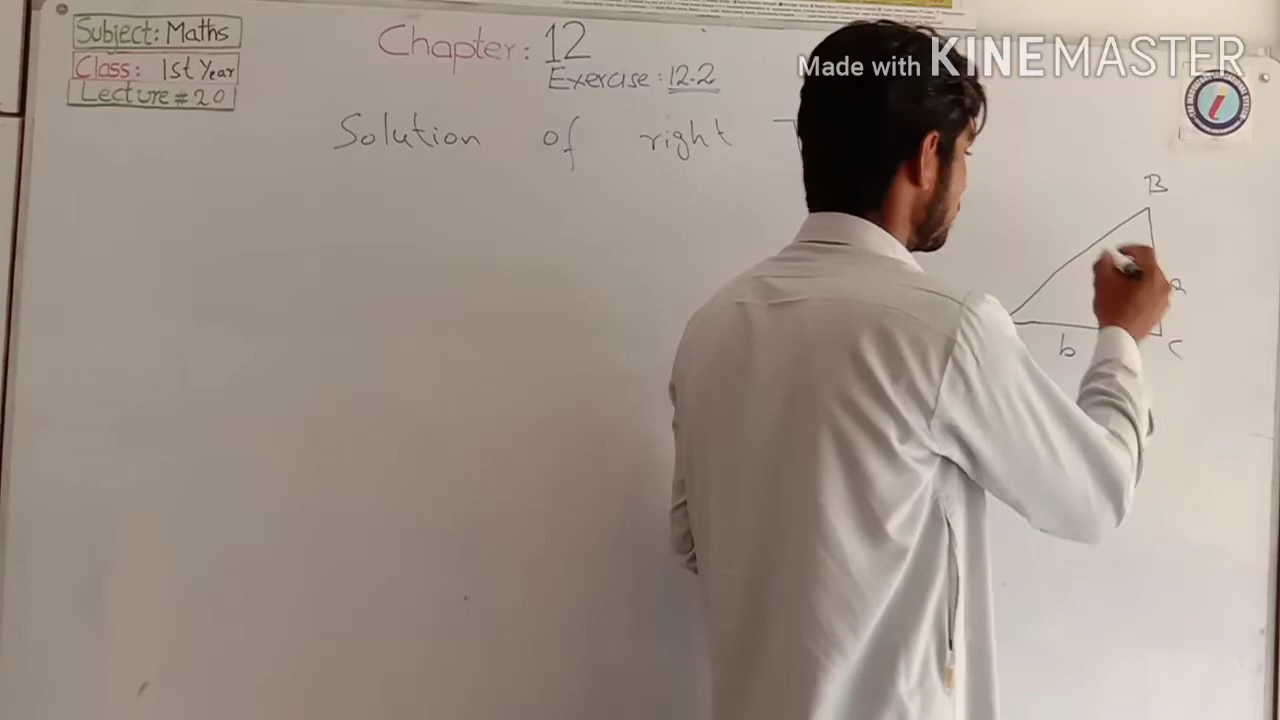 Subject: Maths
Class: 1st Year
Lecture # 20
Chapter: 12
Exercise: 12.2
Solution of right T
Made with KINEMASTER
B
a
b
C